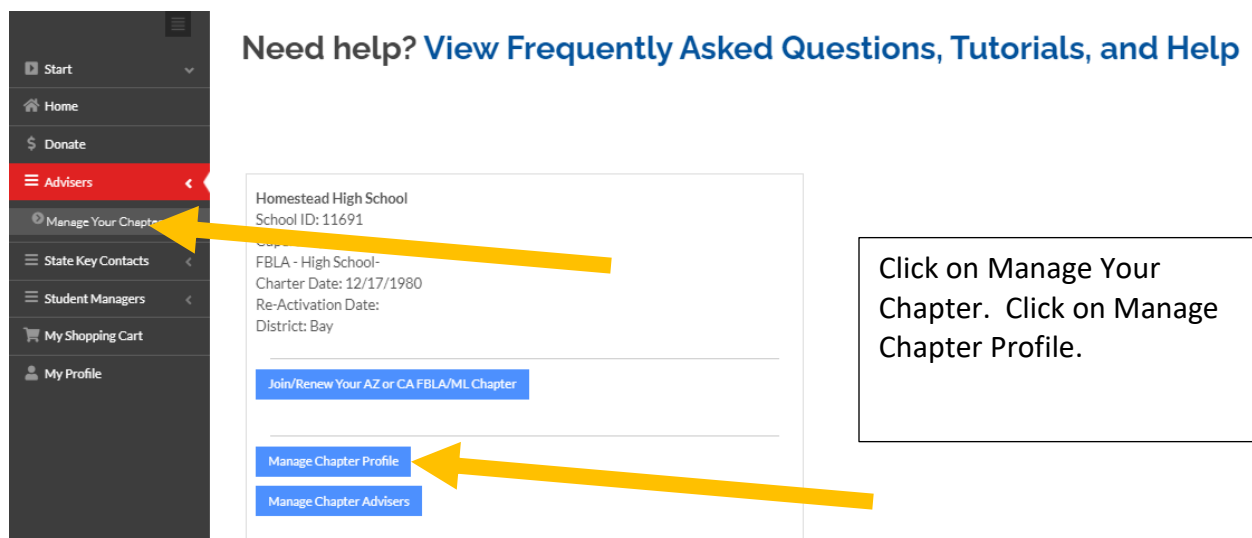 Need help? View Frequently Asked Questions, Tutorials, and Help
Start
Home
Donate
Advisers
Manage Your Chapter
State Key Contacts
Student Managers
My Shopping Cart
My Profile
Homestead High School
School ID: 11691
FBLA - High School-
Charter Date: 12/17/1980
Re-Activation Date:
District: Bay
Join/Renew Your AZ or CA FBLA/ML Chapter
Manage Chapter Profile
Manage Chapter Advisers
Click on Manage Your
Chapter. Click on Manage
Chapter Profile.